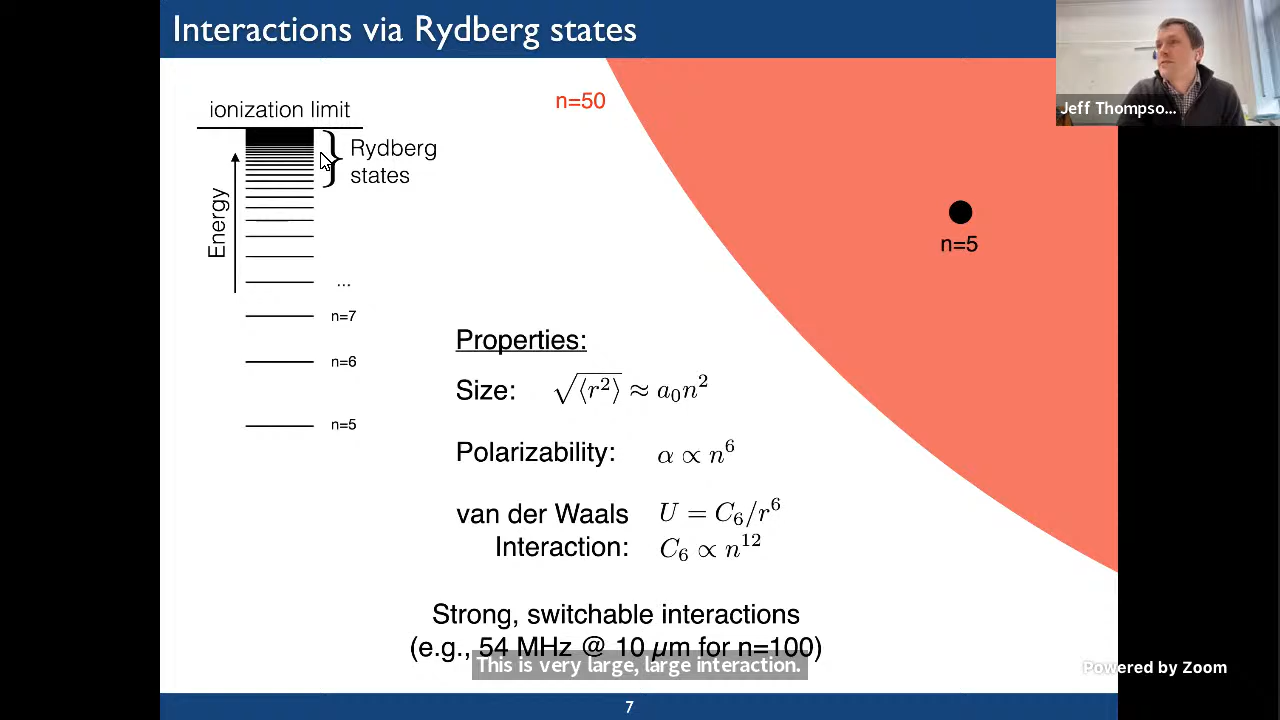 Interactions via Rydberg states
Jeff Thompso...
ionization limit
n=50
Rydberg
states
Energy
n=5
...
n=7
n=6
n=5
Properties:
Size: √⟨r²⟩ ≈ a₀n²
Polarizability: α ∝ n⁶
van der Waals U = C₆/r⁶
Interaction: C₆ ∝ n¹²
Strong, switchable interactions
(e.g., 54 MHz @ 10 µm for n=100)
This is very large, large interaction.
Powered by Zoom
7